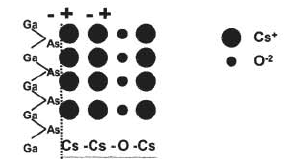 - + - +
Ga
As
Ga
As
Ga
As
Ga
As
Ga
Cs -Cs -O -Cs
Cs+
O-2